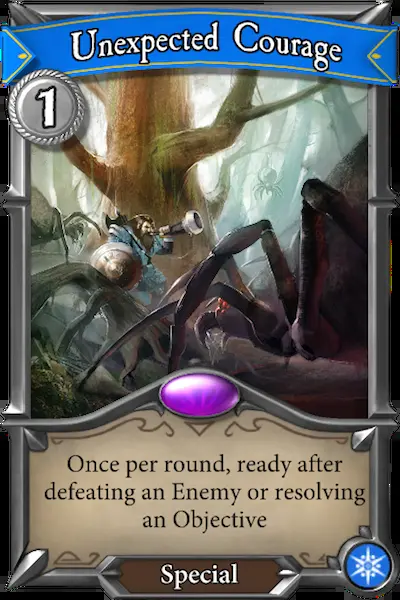 Unexpected Courage
1
Once per round, ready after
defeating an Enemy or resolving
an Objective
Special